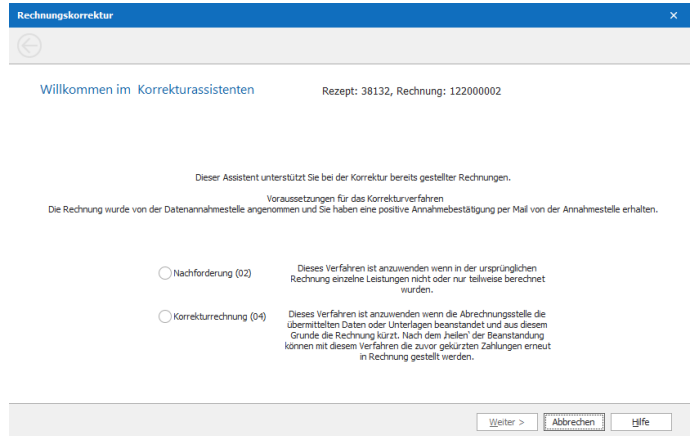 Rechnungskorrektur
Willkommen im Korrekturassistenten
Rezept: 38132, Rechnung: 122000002
Dieser Assistent unterstützt Sie bei der Korrektur bereits gestellter Rechnungen.
Voraussetzungen für das Korrekturverfahren
Die Rechnung wurde von der Datenannahmestelle angenommen und Sie haben eine positive Annahmebestätigung per Mail von der Annahmestelle erhalten.
Nachforderung (02)
Dieses Verfahren ist anzuwenden wenn in der ursprünglichen
Rechnung einzelne Leistungen nicht oder nur teilweise berechnet
wurden.
Korrekturrechnung (04)
Dieses Verfahren ist anzuwenden wenn die Abrechnungsstelle die
übermittelten Daten oder Unterlagen beanstandet und aus diesem
Grunde die Rechnung kürzt. Nach dem ‚heilen' der Beanstandung
können mit diesem Verfahren die zuvor gekürzten Zahlungen erneut
in Rechnung gestellt werden.
Weiter >
Abbrechen
Hilfe